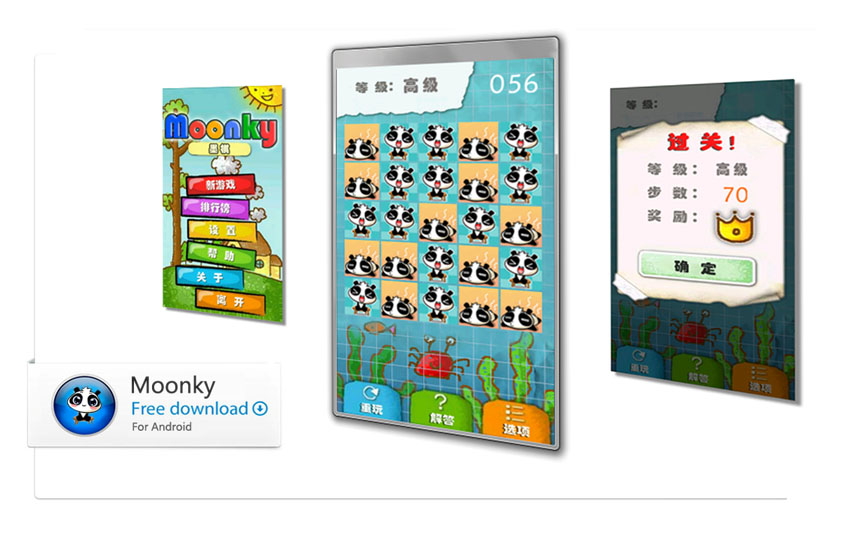 Moonky
墨棋
新游戏
排行榜
设 置
帮 助
关 于
离 开
等 级：高级
056
重玩
?
解答
选项
等 级：
过 关！
等 级： 高级
步 数： 70
奖 励：
确 定
重玩
?
解答
选项
Moonky
Free download
For Android